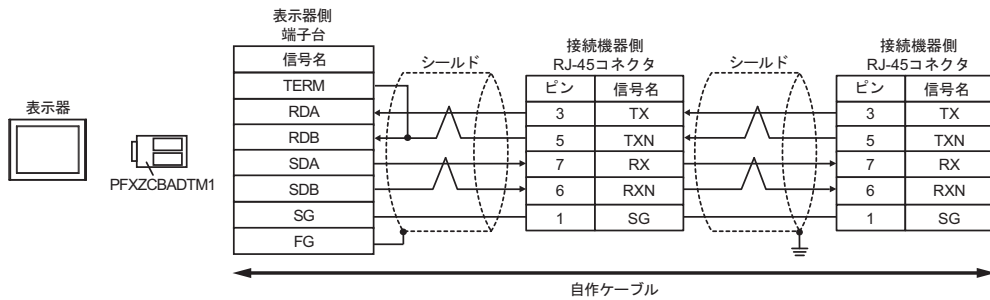 表示器
PFXZCBADTM1
表示器側
端子台
信号名
TERM
RDA
RDB
SDA
SDB
SG
FG
シールド
接続機器側
RJ-45コネクタ
ピン 信号名
3 TX
5 TXN
7 RX
6 RXN
1 SG
シールド
接続機器側
RJ-45コネクタ
ピン 信号名
3 TX
5 TXN
7 RX
6 RXN
1 SG
自作ケーブル